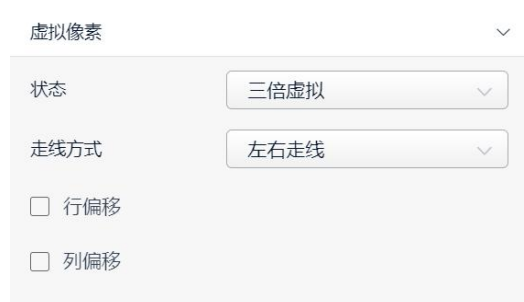 虚拟像素
状态 三倍虚拟
走线方式 左右走线
行偏移
列偏移